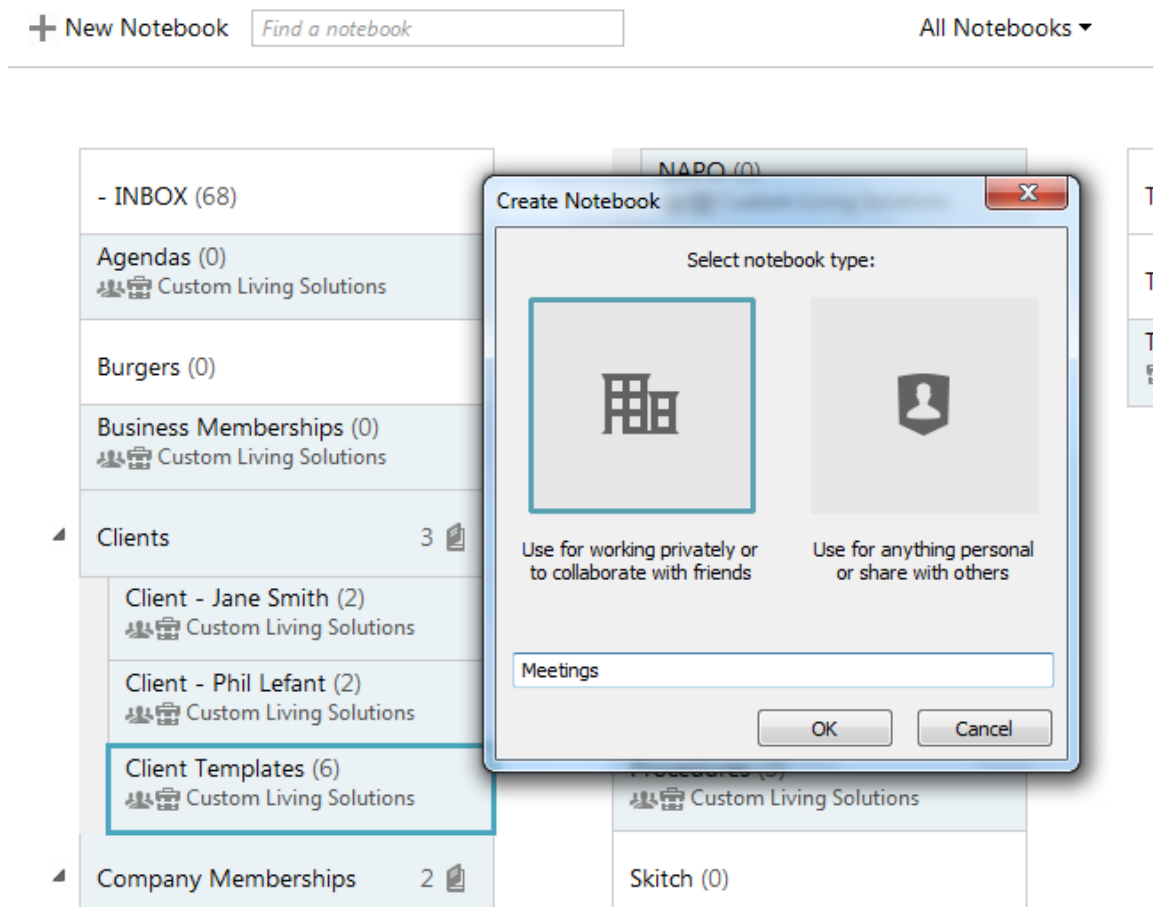 New Notebook
Find a notebook
All Notebooks
- INBOX (68)
Agendas (0)
Custom Living Solutions
Burgers (0)
Business Memberships (0)
Custom Living Solutions
Clients 3
Client - Jane Smith (2)
Custom Living Solutions
Client - Phil Lefant (2)
Custom Living Solutions
Client Templates (6)
Custom Living Solutions
Company Memberships 2
NAPO (0)
Create Notebook
Select notebook type:
Use for working privately or
to collaborate with friends
Use for anything personal
or share with others
Meetings
OK
Cancel
Custom Living Solutions
Skitch (0)
T
T
T